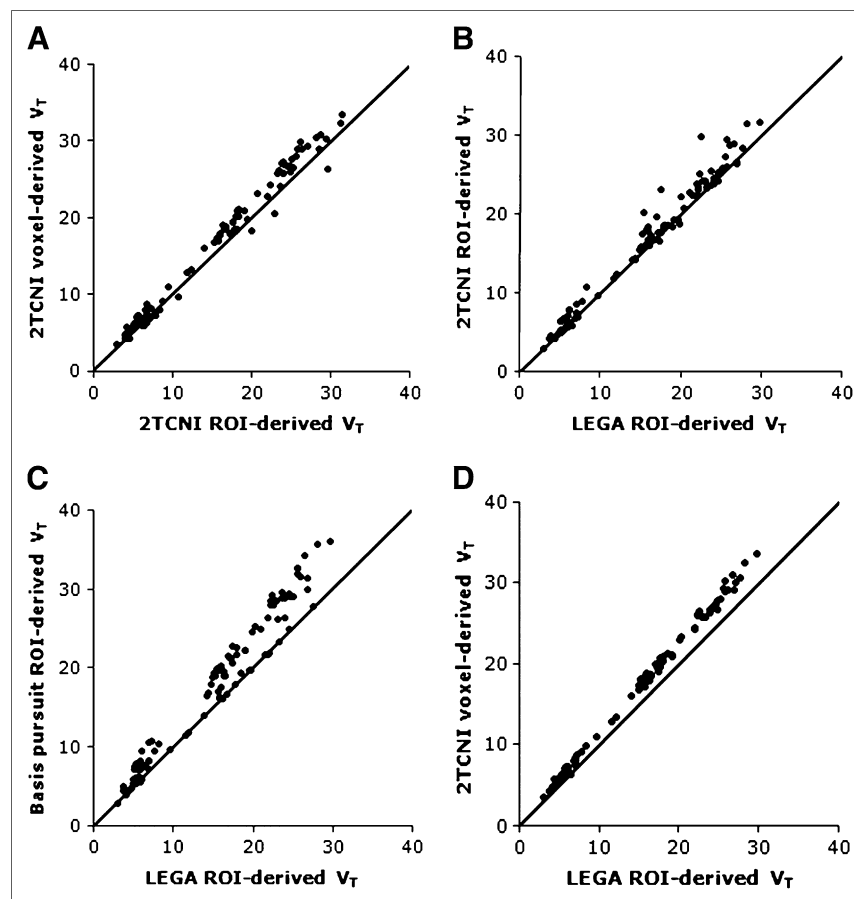 A
B
2TCNI voxel-derived VT
40
30
20
10
0
0 10 20 30 40
2TCNI ROI-derived VT
2TCNI ROI-derived VT
40
30
20
10
0
0 10 20 30 40
LEGA ROI-derived VT
C
D
Basis pursuit ROI-derived VT
40
30
20
10
0
0 10 20 30 40
LEGA ROI-derived VT
2TCNI voxel-derived VT
40
30
20
10
0
0 10 20 30 40
LEGA ROI-derived VT